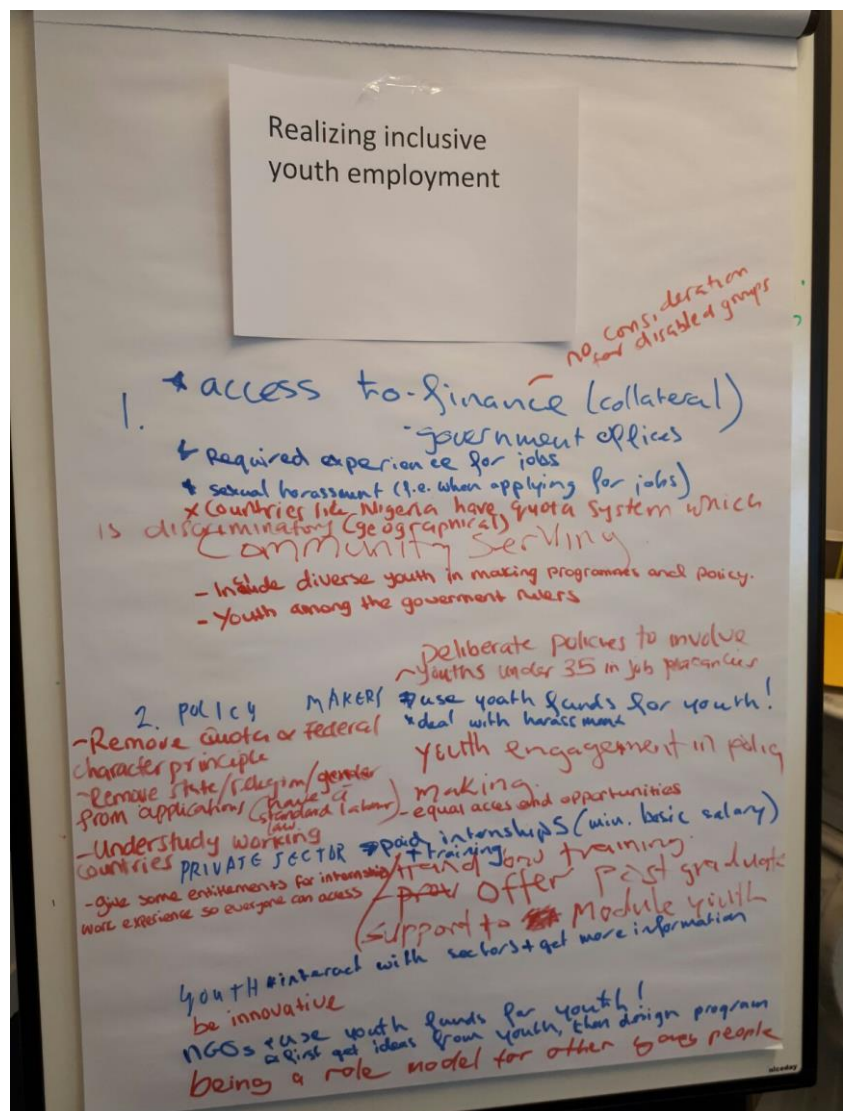 Realizing inclusive
youth employment
no consideration
for disabled groups
1. * access to finance (collateral)
- government offices
* Required experience for jobs
* sexual harassment (i.e. when applying for jobs)
x Countries like Nigeria have quota system which
is discriminatory (geographical)
Community Serving
- Include diverse youth in making programmes and policy.
- Youth among the goverment rulers
Deliberate policies to involve
~ youths under 35 in job
2. POLICY MAKERS
* use youth funds for youth!
* deal with harassment
- Remove Quota or Federal
character principle
- Remove state/religion/gender
from applications (have a
standard labour
law)
- Understudy working
countries
youth engagement in policy
making.
- equal acces and opportunities
PRIVATE SECTOR
paid internships (min. basic salary)
+ training
- give some entitlements for internship/
work experience so everyone can access
training.
- prov offer Post graduate
support to Module youth
YOUTH * interact with sectors + get more information
be innovative
NGOs * use youth funds for youth!
* first get ideas from youth, then design program
being a role model for other young people
niceday